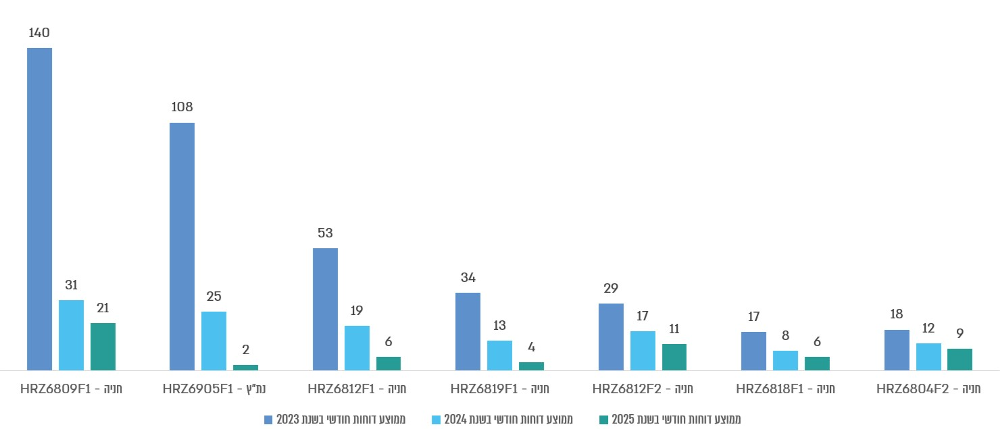 140
108
53
34
31
21
25
2
19
6
13
4
29
17
11
17
8
6
18
12
9
חניה - HRZ6809F1
נת"ץ - HRZ6905F1
חניה - HRZ6812F1
חניה - HRZ6819F1
חניה - HRZ6812F2
חניה - HRZ6818F1
חניה - HRZ6804F2
ממוצע דוחות חודשי בשנת 2023
ממוצע דוחות חודשי בשנת 2024
ממוצע דוחות חודשי בשנת 2025